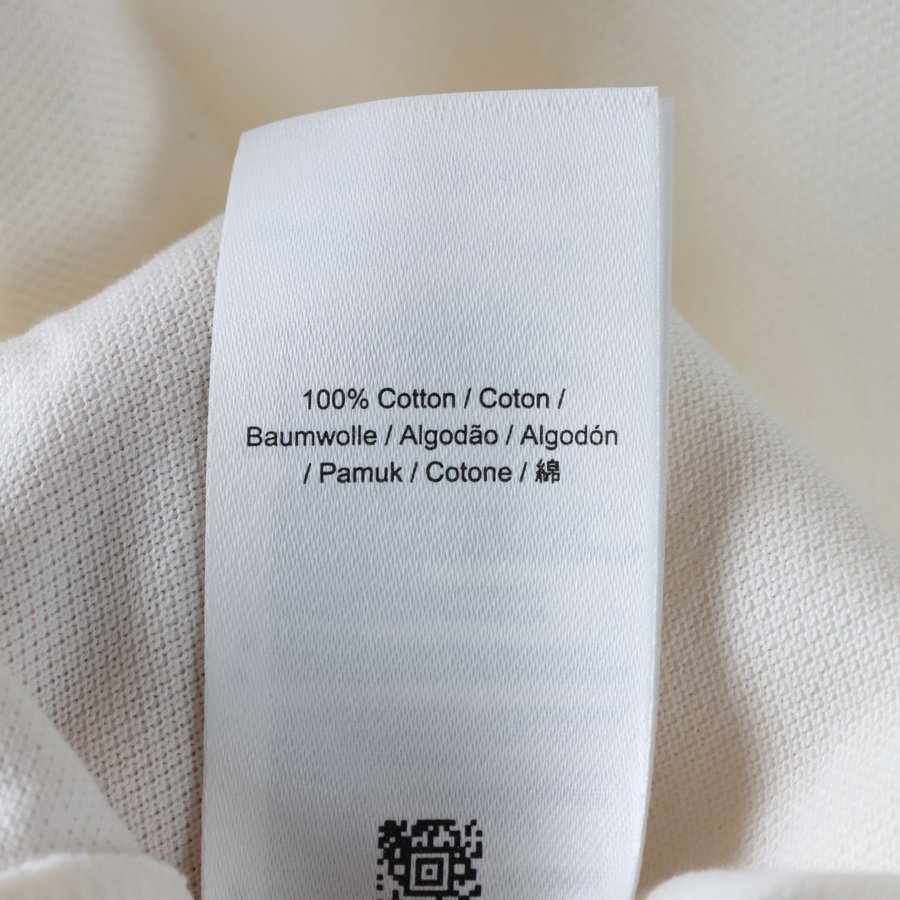 100% Cotton / Coton /
Baumwolle / Algodão / Algodón
/ Pamuk / Cotone / 綿